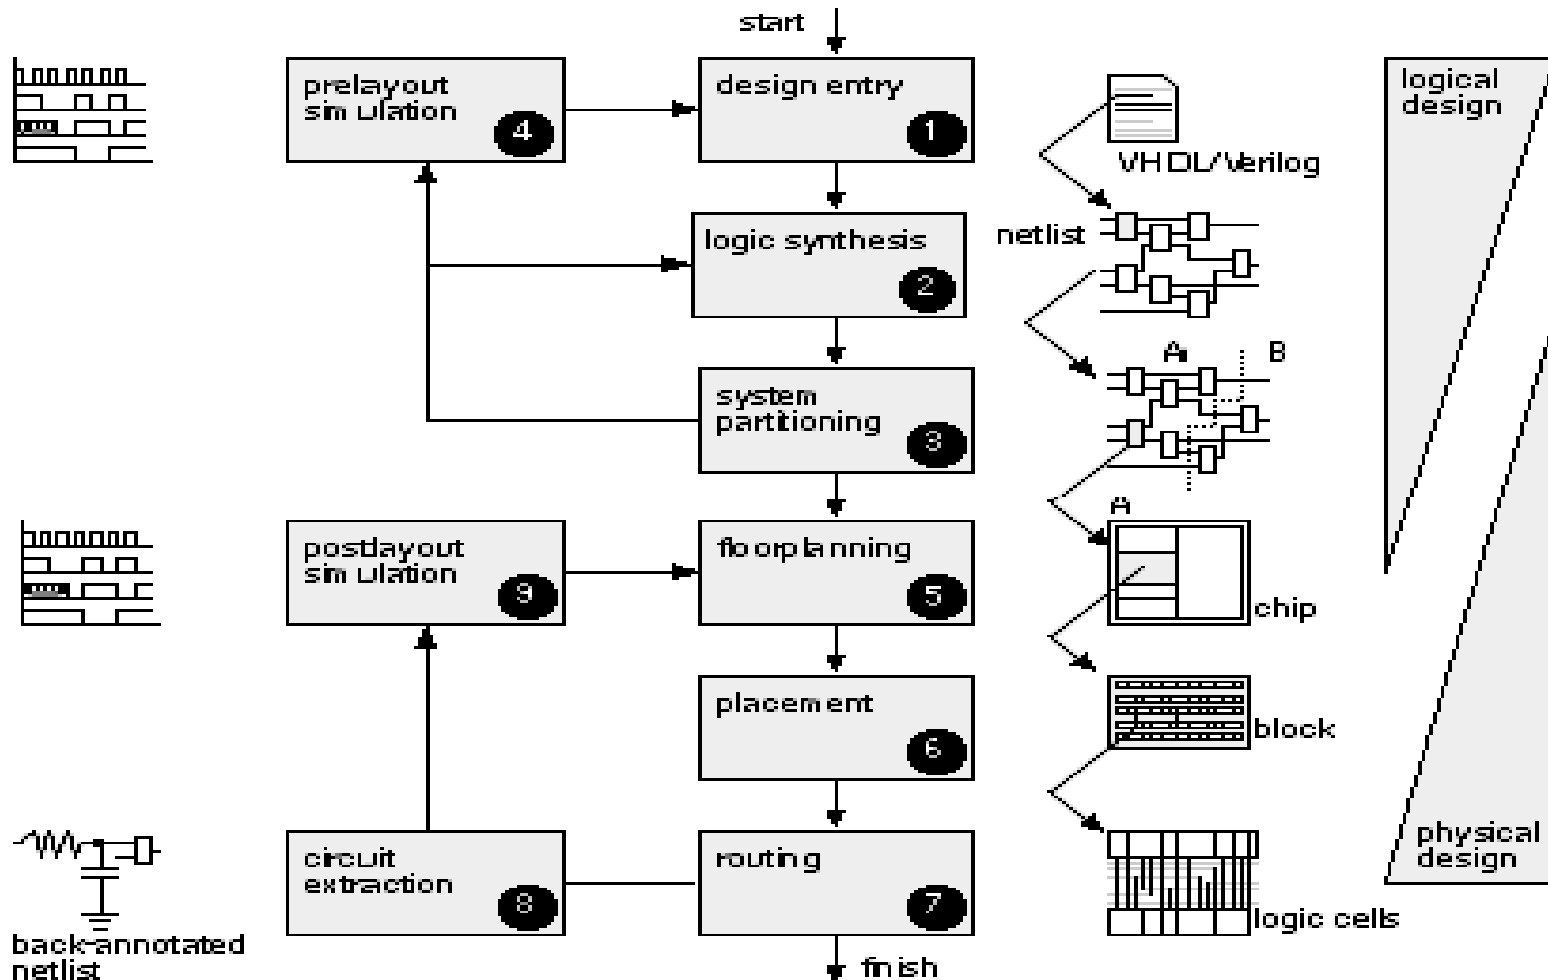 start
prelayout
simulation
4
design entry
1
VHDL/Verilog
logical
design
logic synthesis
2
netlist
system
partitioning
3
A
B
postlayout
simulation
9
floorplanning
5
A
chip
placement
6
block
circuit
extraction
8
routing
7
logic cells
physical
design
back-annotated
netlist
finish